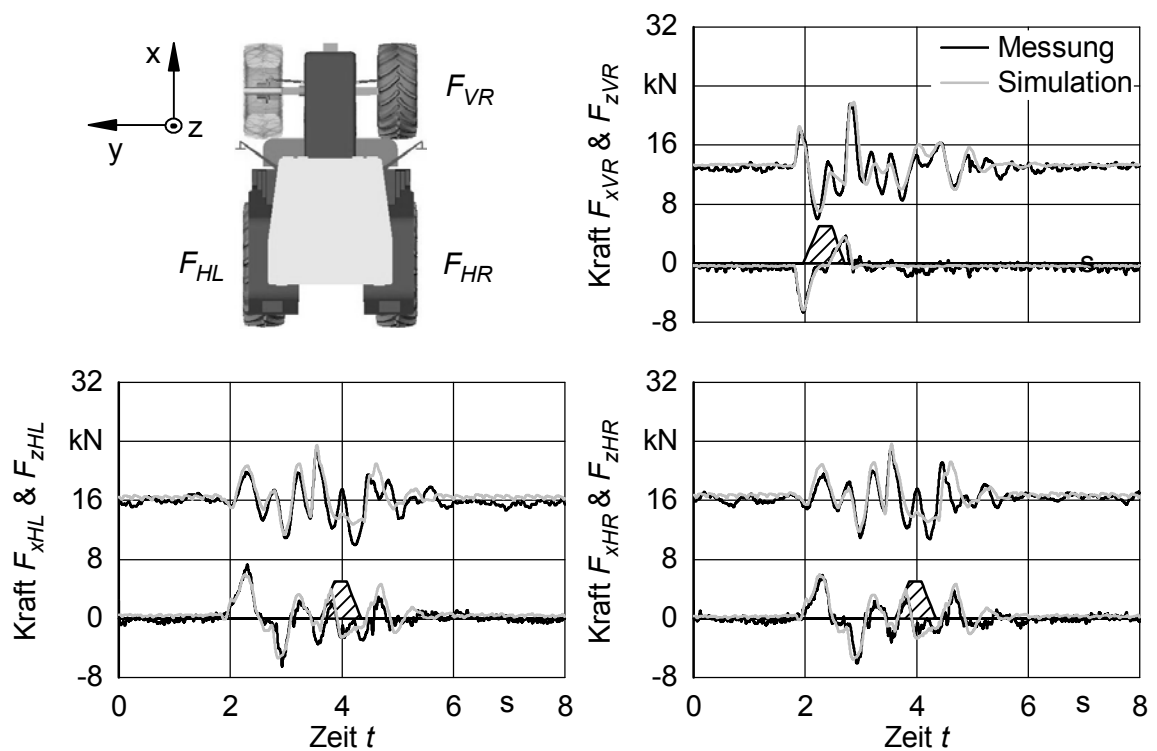 x
y
z
F_VR
F_HL
F_HR
Kraft F_xVR & F_zVR
32
kN
16
8
0
-8
s
Messung
Simulation
Kraft F_xHL & F_zHL
32
kN
16
8
0
-8
0
2
4
s
8
Zeit t
Kraft F_xHR & F_zHR
32
kN
16
8
0
-8
0
2
4
s
8
Zeit t